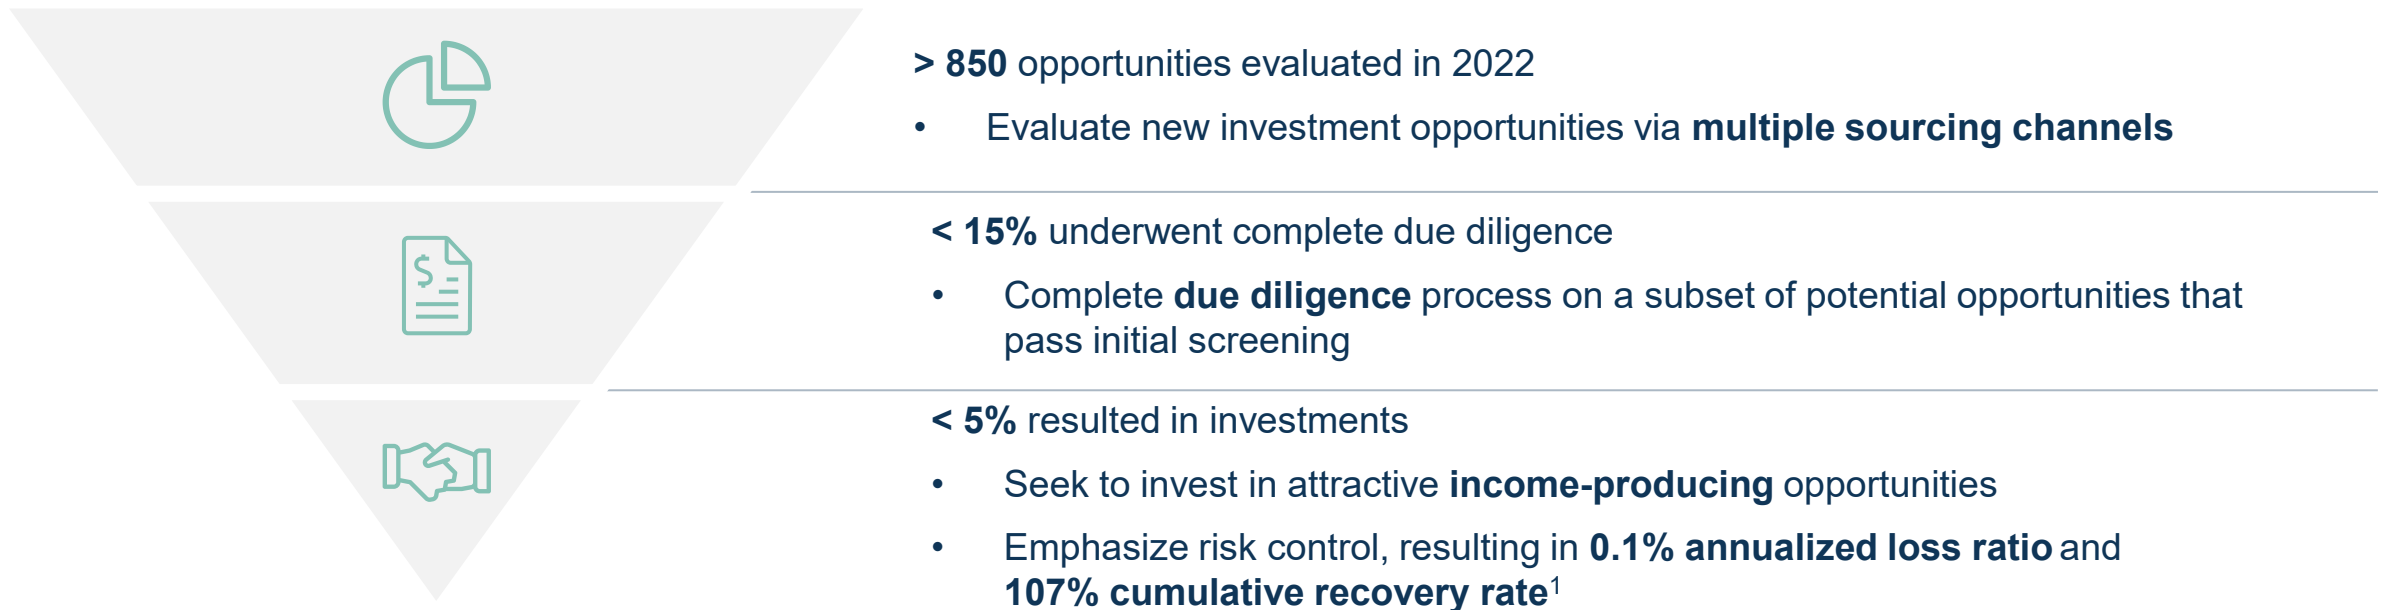 > 850 opportunities evaluated in 2022
• Evaluate new investment opportunities via multiple sourcing channels
$
< 15% underwent complete due diligence
• Complete due diligence process on a subset of potential opportunities that
pass initial screening
< 5% resulted in investments
• Seek to invest in attractive income-producing opportunities
• Emphasize risk control, resulting in 0.1% annualized loss ratio and
107% cumulative recovery rate¹